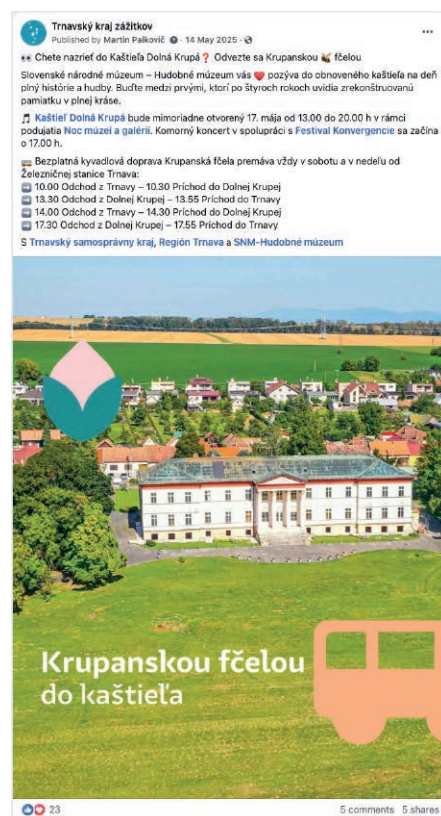 Trnavský kraj zážitkov
Published by Martin Palkovič · 14 May 2025 ·
Chete nazrieť do Kaštieľa Dolná Krupá❓ Odvezte sa Krupanskou 🐝 fčelou
Slovenské národné múzeum – Hudobné múzeum vás ❤️ pozýva do obnoveného kaštieľa na deň
plný histórie a hudby. Buďte medzi prvými, ktorí po štyroch rokoch uvidia zrekonštruovanú
pamiatku v plnej kráse.
🎵 Kaštieľ Dolná Krupá bude mimoriadne otvorený 17. mája od 13.00 do 20.00 h v rámci
podujatia Noc múzeí a galérií. Komorný koncert v spolupráci s Festival Konvergencie sa začína
o 17.00 h.
🚌 Bezplatná kyvadlová doprava Krupanská fčela premáva vždy v sobotu a v nedeľu od
Železničnej stanice Trnava:
➡️ 10.00 Odchod z Trnavy – 10.30 Príchod do Dolnej Krupej
➡️ 13.30 Odchod z Dolnej Krupej – 13.55 Príchod do Trnavy
➡️ 14.00 Odchod z Trnavy – 14.30 Príchod do Dolnej Krupej
➡️ 17.30 Odchod z Dolnej Krupej – 17.55 Príchod do Trnavy
S Trnavský samosprávny kraj, Región Trnava a SNM-Hudobné múzeum
Krupanskou fčelou
do kaštieľa
23
5 comments 5 shares